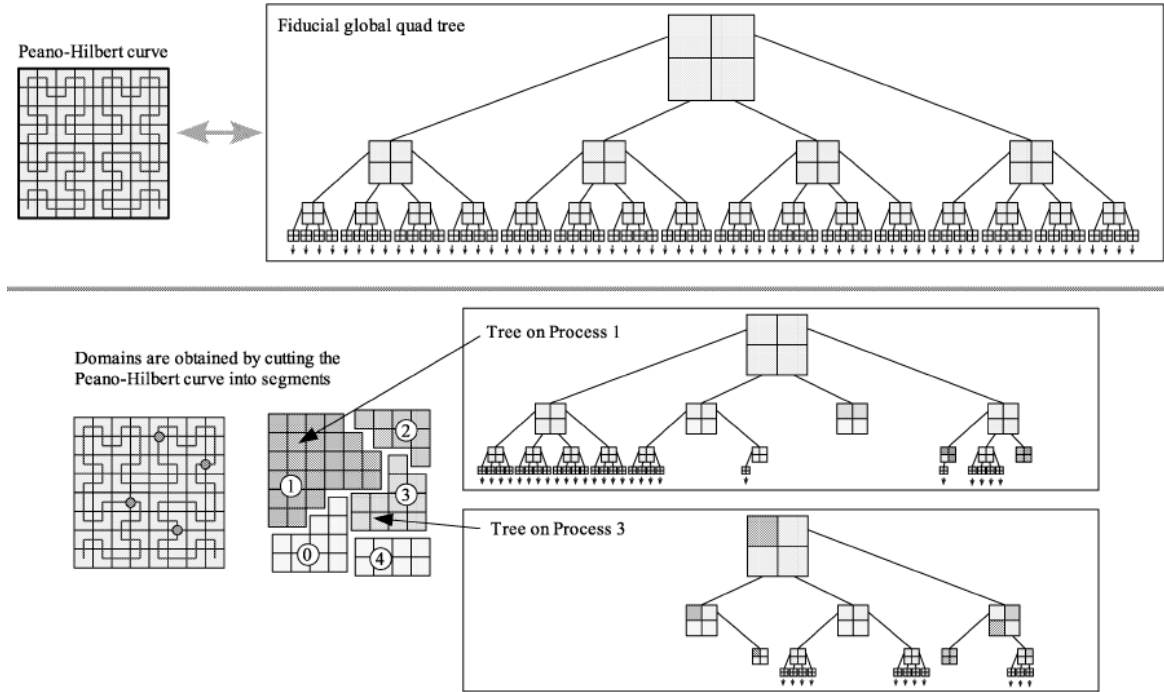 Fiducial global quad tree
Peano-Hilbert curve
Tree on Process 1
Domains are obtained by cutting the
Peano-Hilbert curve into segments
2
1
3
Tree on Process 3
0
4